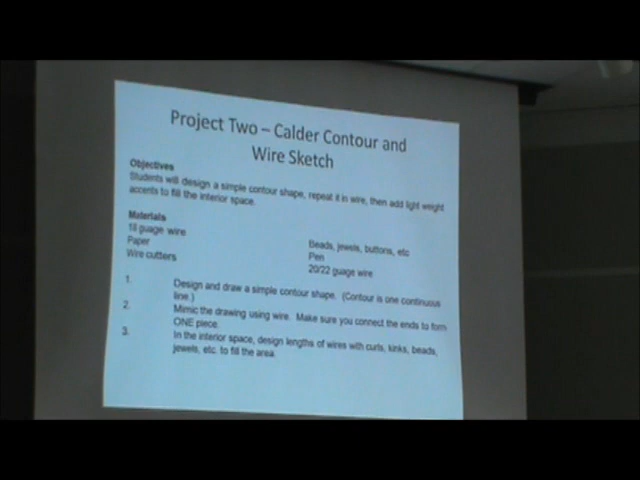 Project Two – Calder Contour and
Wire Sketch
Objectives
Students will design a simple contour shape, repeat it in wire, then add light weight
accents to fill the interior space.
Materials
18 guage wire
Paper
Wire cutters
Beads, jewels, buttons, etc
Pen
20/22 guage wire
1. Design and draw a simple contour shape. (Contour is one continuous
line.)
2. Mimic the drawing using wire. Make sure you connect the ends to form
ONE piece.
3. In the interior space, design lengths of wires with curls, kinks, beads,
jewels, etc. to fill the area.